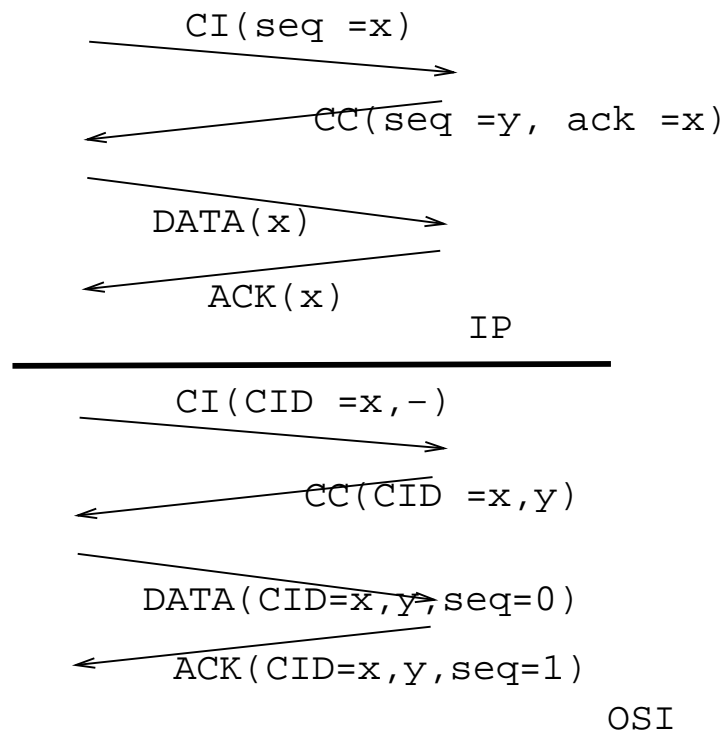 CI(seq =x)
CC(seq =y, ack =x)
DATA(x)
ACK(x)
IP
CI(CID =x,-)
CC(CID =x,y)
DATA(CID=x,y,seq=0)
ACK(CID=x,y,seq=1)
OSI